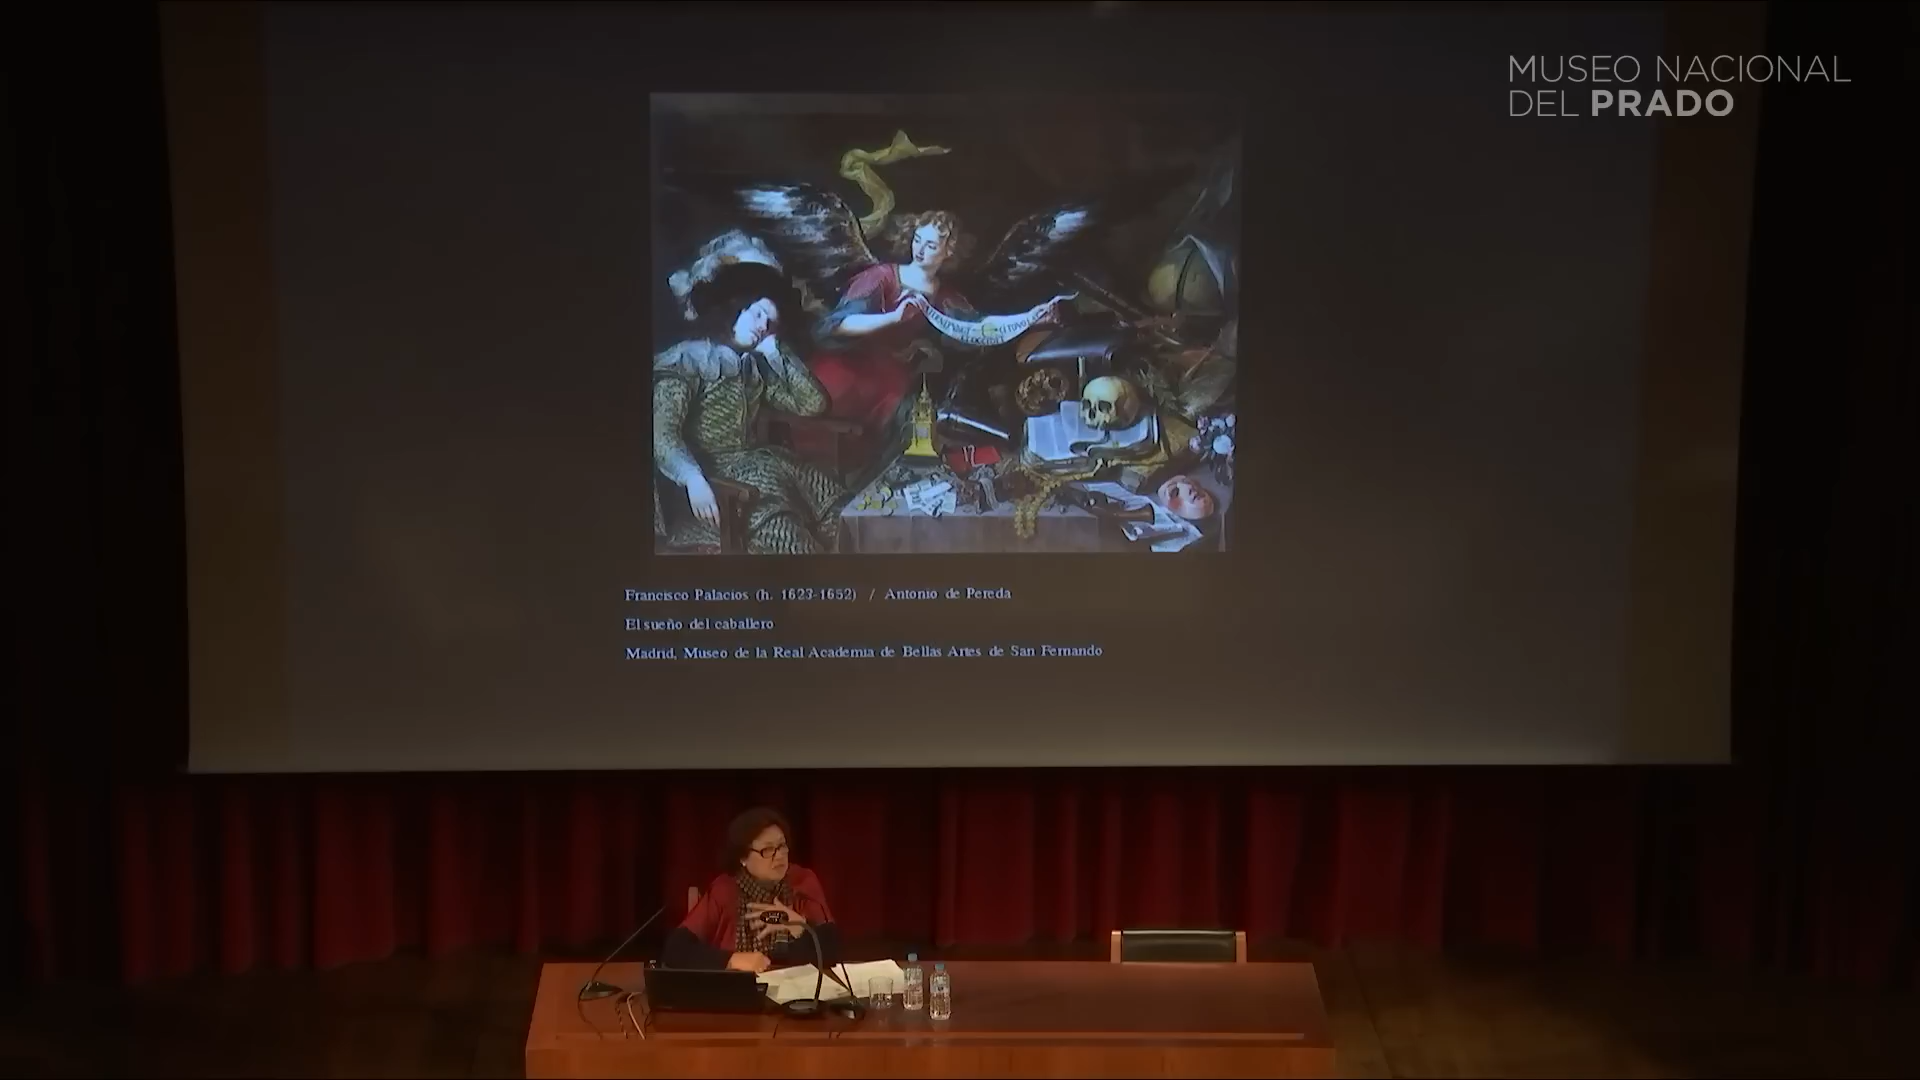 MUSEO NACIONAL
DEL PRADO
Francisco Palacios (h. 1623-1652) / Antonio de Pereda
El sueño del caballero
Madrid, Museo de la Real Academia de Bellas Artes de San Fernando